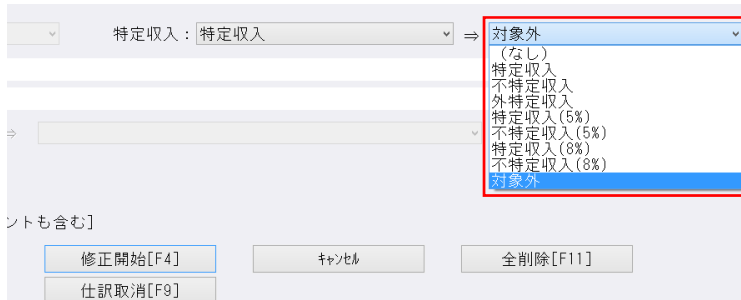 特定収入：特定収入 ⇒ 対象外
(なし)
特定収入
不特定収入
外特定収入
特定収入(5%)
不特定収入(5%)
特定収入(8%)
不特定収入(8%)
対象外
⇒
ントも含む]
修正開始[F4] ｷｬﾝｾﾙ 全削除[F11]
仕訳取消[F9]